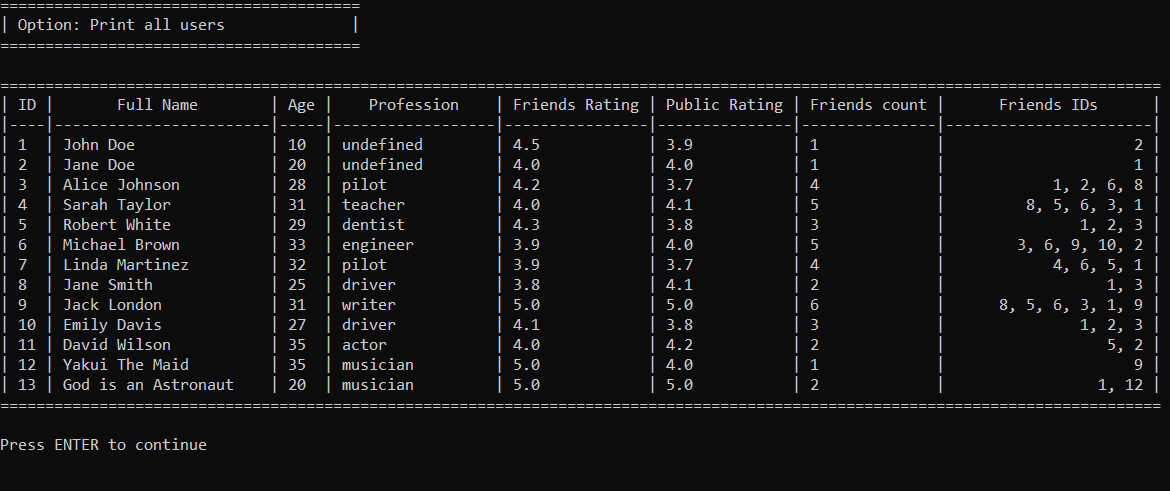 ========================================
| Option: Print all users              |
========================================
=================================================================================================================================
| ID |       Full Name        | Age |    Profession    | Friends Rating | Public Rating | Friends count |      Friends IDs      |
|----|------------------------|-----|------------------|----------------|---------------|---------------|-----------------------|
| 1  | John Doe               | 10  | undefined        | 4.5            | 3.9           | 1             |                     2 |
| 2  | Jane Doe               | 20  | undefined        | 4.0            | 4.0           | 1             |                     1 |
| 3  | Alice Johnson          | 28  | pilot            | 4.2            | 3.7           | 4             |            1, 2, 6, 8 |
| 4  | Sarah Taylor           | 31  | teacher          | 4.0            | 4.1           | 5             |         8, 5, 6, 3, 1 |
| 5  | Robert White           | 29  | dentist          | 4.3            | 3.8           | 3             |               1, 2, 3 |
| 6  | Michael Brown          | 33  | engineer         | 3.9            | 4.0           | 5             |        3, 6, 9, 10, 2 |
| 7  | Linda Martinez         | 32  | pilot            | 3.9            | 3.7           | 4             |            4, 6, 5, 1 |
| 8  | Jane Smith             | 25  | driver           | 3.8            | 4.1           | 2             |                  1, 3 |
| 9  | Jack London            | 31  | writer           | 5.0            | 5.0           | 6             |      8, 5, 6, 3, 1, 9 |
| 10 | Emily Davis            | 27  | driver           | 4.1            | 3.8           | 3             |               1, 2, 3 |
| 11 | David Wilson           | 35  | actor            | 4.0            | 4.2           | 2             |                  5, 2 |
| 12 | Yakui The Maid         | 35  | musician         | 5.0            | 4.0           | 1             |                     9 |
| 13 | God is an Astronaut    | 20  | musician         | 5.0            | 5.0           | 2             |                 1, 12 |
=================================================================================================================================
Press ENTER to continue